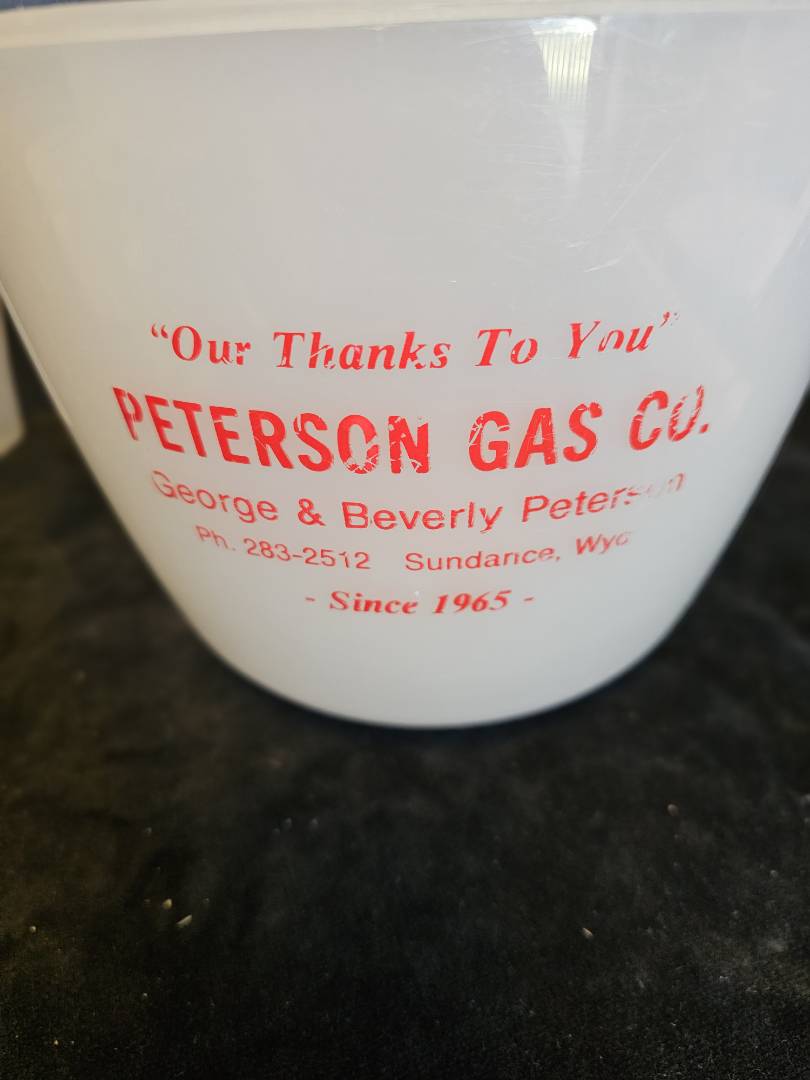 “Our Thanks To You”
PETERSON GAS CO.
George & Beverly Peterson
Ph. 283-2512 Sundance, Wyo
- Since 1965 -